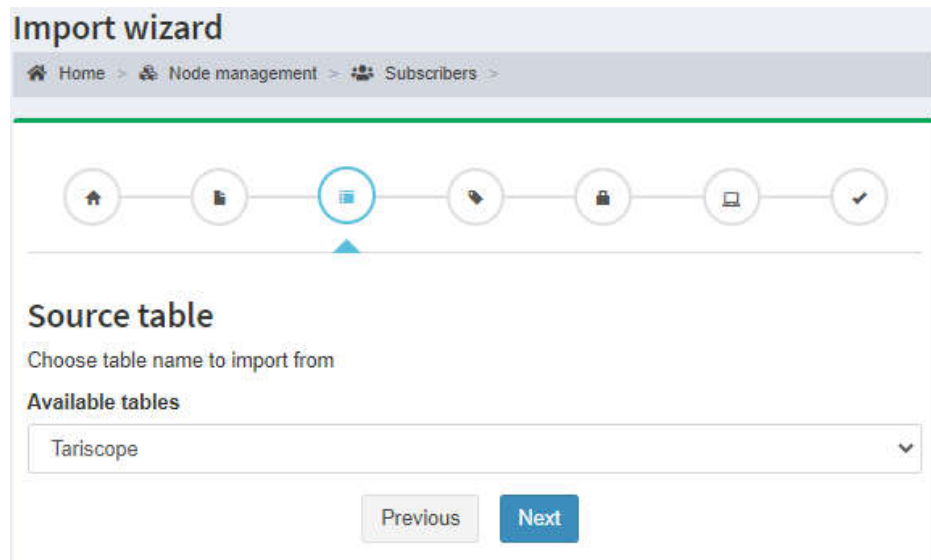 Import wizard
Home > Node management > Subscribers >
Source table
Choose table name to import from
Available tables
Tariscope
Previous Next